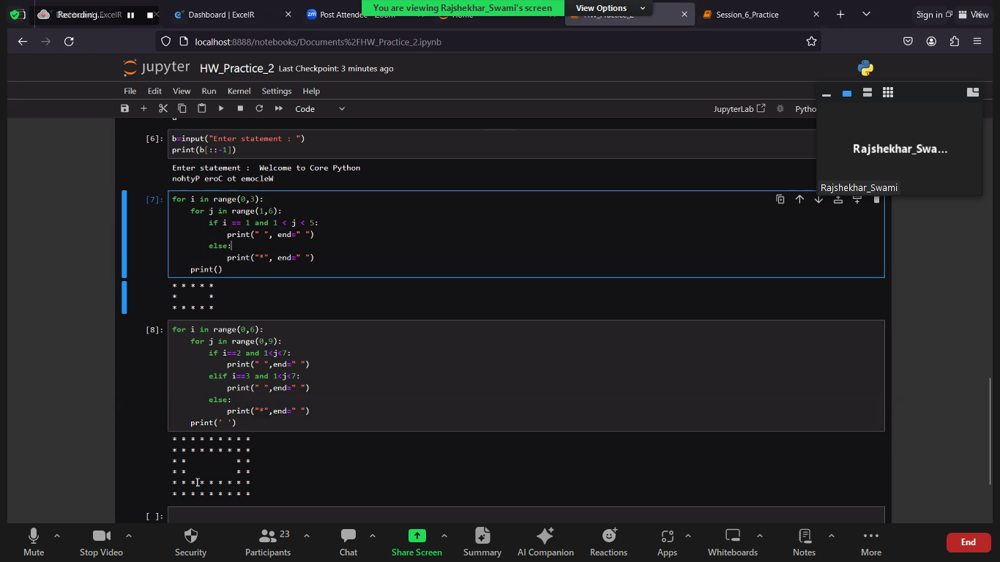 Recording...
ExcelR
Dashboard | ExcelR
Post Attendee - Zoom
Home
HW_Practice_2
Session_6_Practice
Sign in
View
You are viewing Rajshekhar_Swami's screen
View Options
localhost:8888/notebooks/Documents%2FHW_Practice_2.ipynb
jupyter HW_Practice_2 Last Checkpoint: 3 minutes ago
File Edit View Run Kernel Settings Help
Code
JupyterLab
Pytho
[6]:
b=input("Enter statement : ")
print(b[::-1])
Enter statement :  Welcome to Core Python
nohtyP eroC ot emocleW
Rajshekhar_Swa...
Rajshekhar_Swami
[7]:
for i in range(0,3):
    for j in range(1,6):
        if i == 1 and 1 < j < 5:
            print(" ", end=" ")
        else:
            print("*", end=" ")
    print()
* * * * *
*       *
* * * * *
[8]:
for i in range(0,6):
    for j in range(0,9):
        if i==2 and 1<j<7:
            print(" ",end=" ")
        elif i==3 and 1<j<7:
            print(" ",end=" ")
        else:
            print("*",end=" ")
    print(' ')
* * * * * * * * *
* * * * * * * * *
* *           * *
* *           * *
* * * * * * * * *
* * * * * * * * *
[ ]:
Mute
Stop Video
Security
Participants
23
Chat
Share Screen
Summary
AI Companion
Reactions
Apps
Whiteboards
Notes
More
End